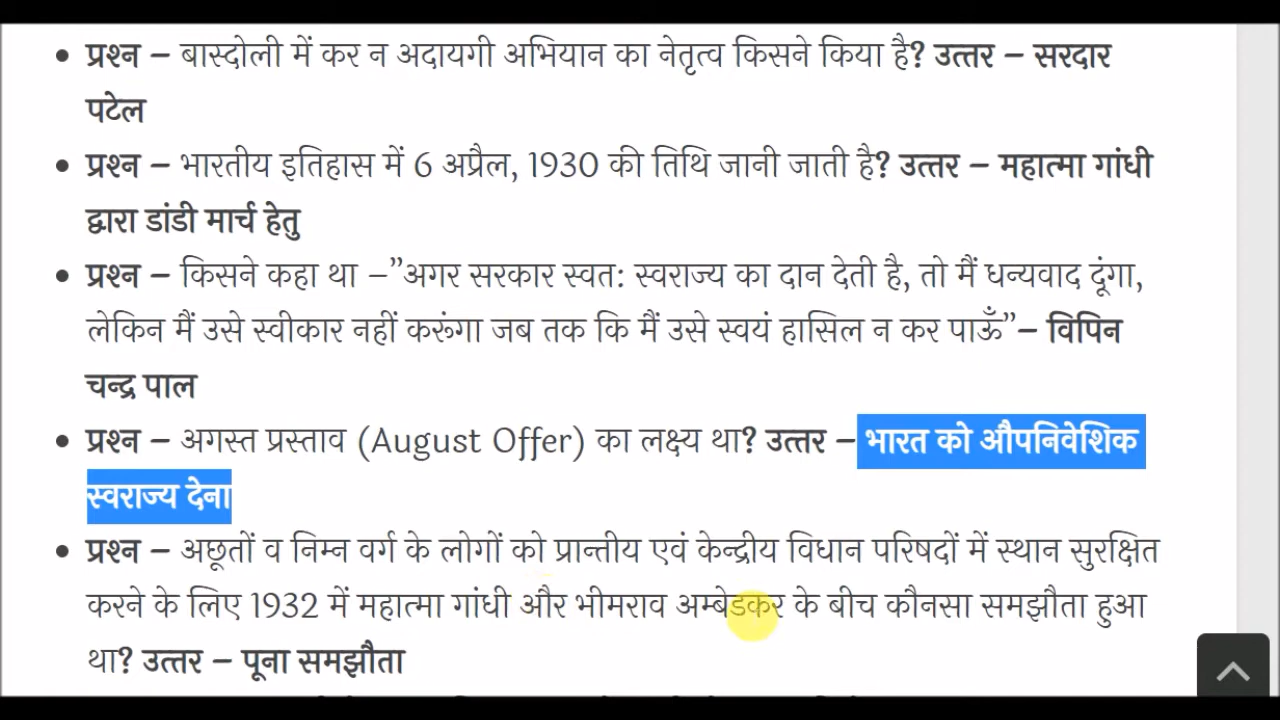 • प्रश्न – बास्दोली में कर न अदायगी अभियान का नेतृत्व किसने किया है? उत्तर – सरदार
पटेल
• प्रश्न – भारतीय इतिहास में 6 अप्रैल, 1930 की तिथि जानी जाती है? उत्तर – महात्मा गांधी
द्वारा डांडी मार्च हेतु
• प्रश्न – किसने कहा था –”अगर सरकार स्वत: स्वराज्य का दान देती है, तो मैं धन्यवाद दूंगा,
लेकिन मैं उसे स्वीकार नहीं करूंगा जब तक कि मैं उसे स्वयं हासिल न कर पाऊँ”– विपिन
चन्द्र पाल
• प्रश्न – अगस्त प्रस्ताव (August Offer) का लक्ष्य था? उत्तर – भारत को औपनिवेशिक
स्वराज्य देना
• प्रश्न – अछूतों व निम्न वर्ग के लोगों को प्रान्तीय एवं केन्द्रीय विधान परिषदों में स्थान सुरक्षित
करने के लिए 1932 में महात्मा गांधी और भीमराव अम्बेडकर के बीच कौनसा समझौता हुआ
था? उत्तर – पूना समझौता